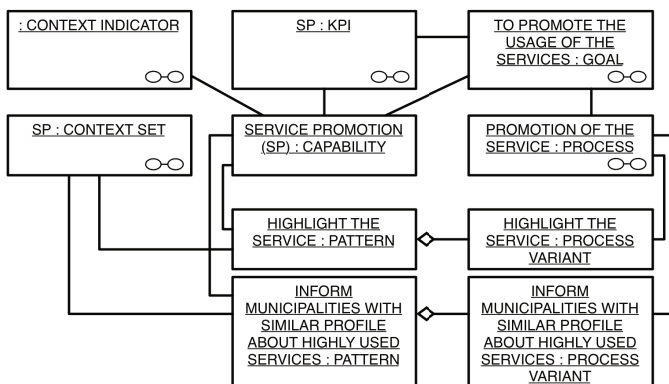 : CONTEXT INDICATOR
SP : KPI
TO PROMOTE THE
USAGE OF THE
SERVICES : GOAL
SP : CONTEXT SET
SERVICE PROMOTION
(SP) : CAPABILITY
PROMOTION OF THE
SERVICE : PROCESS
HIGHLIGHT THE
SERVICE : PATTERN
HIGHLIGHT THE
SERVICE : PROCESS
VARIANT
INFORM
MUNICIPALITIES WITH
SIMILAR PROFILE
ABOUT HIGHLY USED
SERVICES : PATTERN
INFORM
MUNICIPALITIES WITH
SIMILAR PROFILE
ABOUT HIGHLY USED
SERVICES : PROCESS
VARIANT